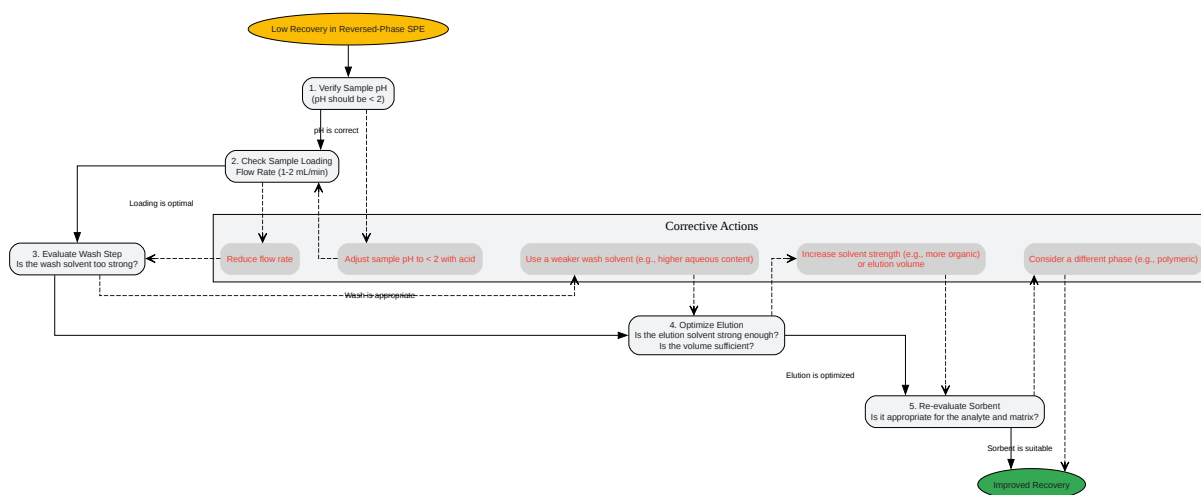 Low Recovery in Reversed-Phase SPE
1. Verify Sample pH
(pH should be < 2)
pH is correct
2. Check Sample Loading
Flow Rate (1-2 mL/min)
Loading is optimal
Corrective Actions
3. Evaluate Wash Step
Is the wash solvent too strong?
Reduce flow rate
Adjust sample pH to < 2 with acid
Use a weaker wash solvent (e.g., higher aqueous content)
Increase solvent strength (e.g., more organic)
or elution volume
Consider a different phase (e.g., polymeric)
Wash is appropriate
4. Optimize Elution
Is the elution solvent strong enough?
Is the volume sufficient?
Elution is optimized
5. Re-evaluate Sorbent
Is it appropriate for the analyte and matrix?
Sorbent is suitable
Improved Recovery